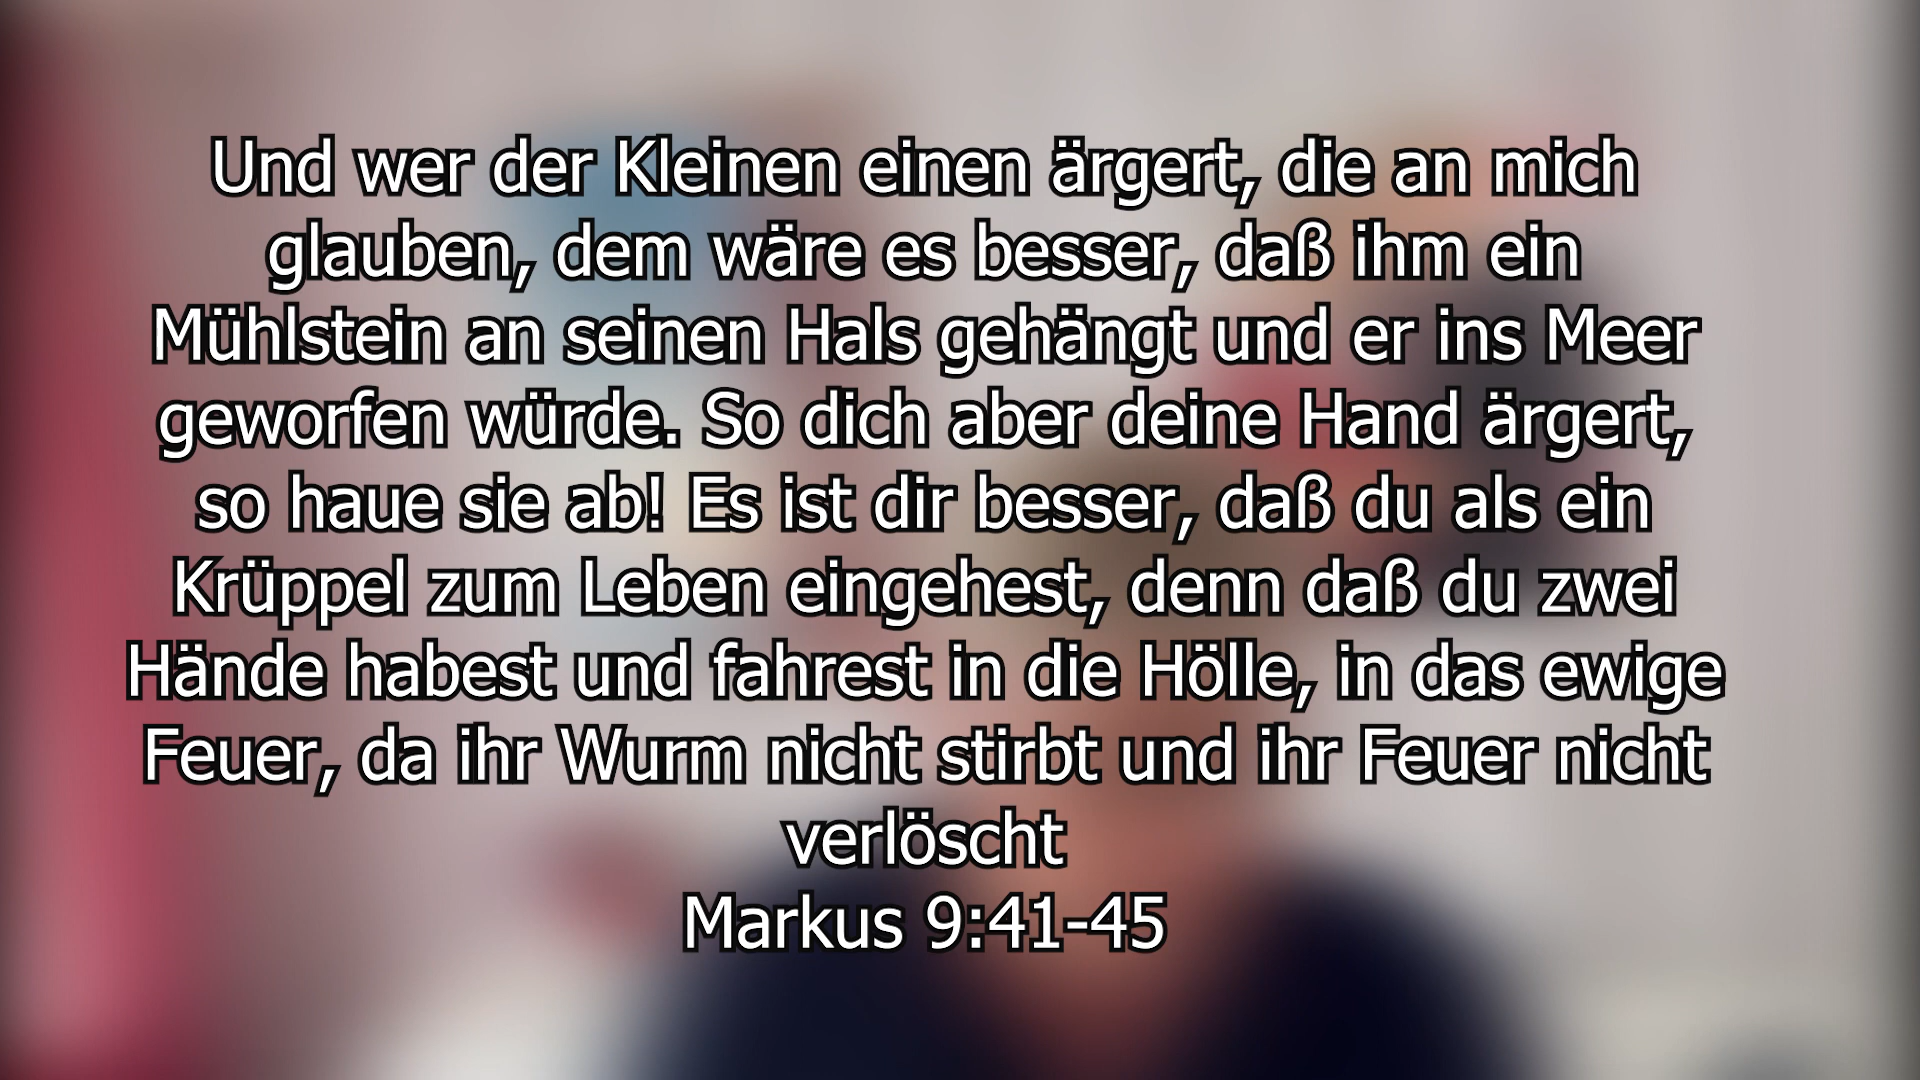 Und wer der Kleinen einen ärgert, die an mich
glauben, dem wäre es besser, daß ihm ein
Mühlstein an seinen Hals gehängt und er ins Meer
geworfen würde. So dich aber deine Hand ärgert,
so haue sie ab! Es ist dir besser, daß du als ein
Krüppel zum Leben eingehest, denn daß du zwei
Hände habest und fahrest in die Hölle, in das ewige
Feuer, da ihr Wurm nicht stirbt und ihr Feuer nicht
verlöscht
Markus 9:41-45